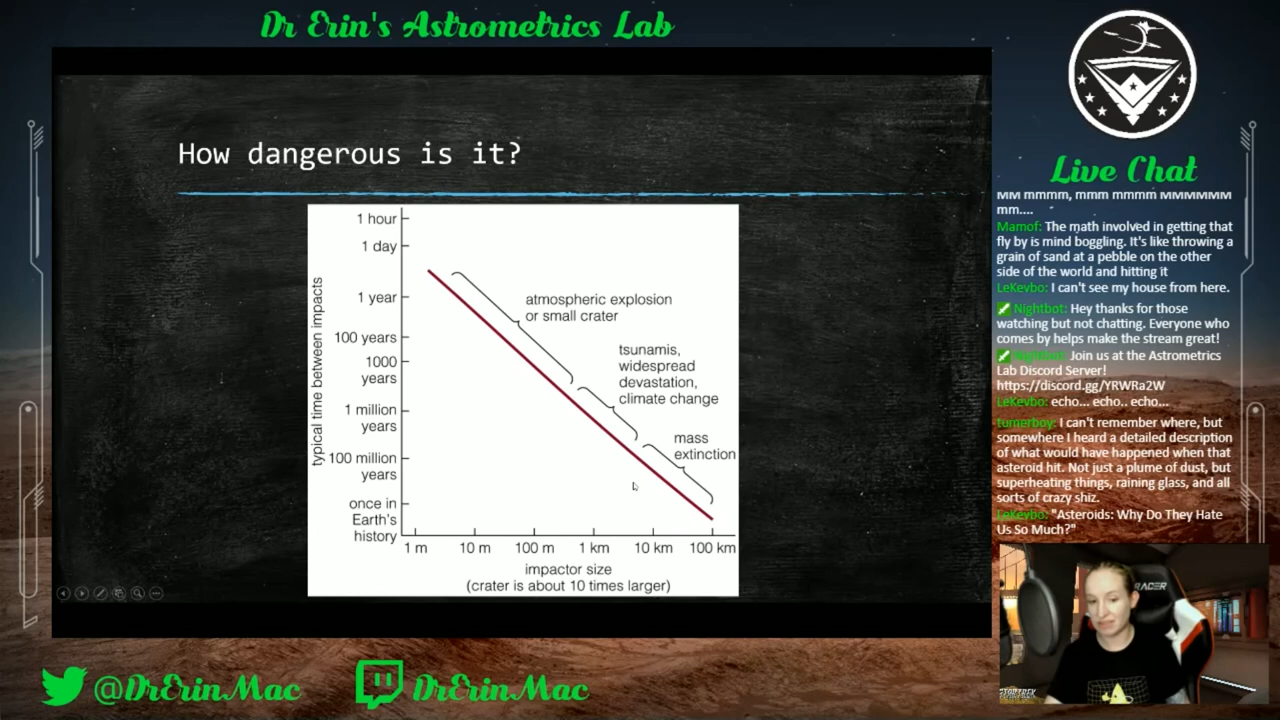 Dr Erin's Astrometrics Lab
How dangerous is it?
typical time between impacts
1 hour
1 day
1 year
100 years
1000
years
1 million
years
100 million
years
once in
Earth's
history
atmospheric explosion
or small crater
tsunamis,
widespread
devastation,
climate change
mass
extinction
1 m
10 m
100 m
1 km
10 km
100 km
impactor size
(crater is about 10 times larger)
Live Chat
MM mmmm, mmm mmmm MMMMMMM
mm....
Mamof: The math involved in getting that
fly by is mind boggling. It's like throwing a
grain of sand at a pebble on the other
side of the world and hitting it
LeKevbo: I can't see my house from here.
Nightbot: Hey thanks for those
watching but not chatting. Everyone who
comes by helps make the stream great!
Nightbot: Join us at the Astrometrics
Lab Discord Server!
https://discord.gg/YRWRa2W
LeKevbo: echo... echo.. echo...
tumerboy: I can't remember where, but
somewhere I heard a detailed description
of what would have happened when that
asteroid hit. Not just a plume of dust, but
superheating things, raining glass, and all
sorts of crazy shiz.
LeKevbo: "Asteroids: Why Do They Hate
Us So Much?"
RACER
STAR TREK
@DrErinMac
DrErinMac